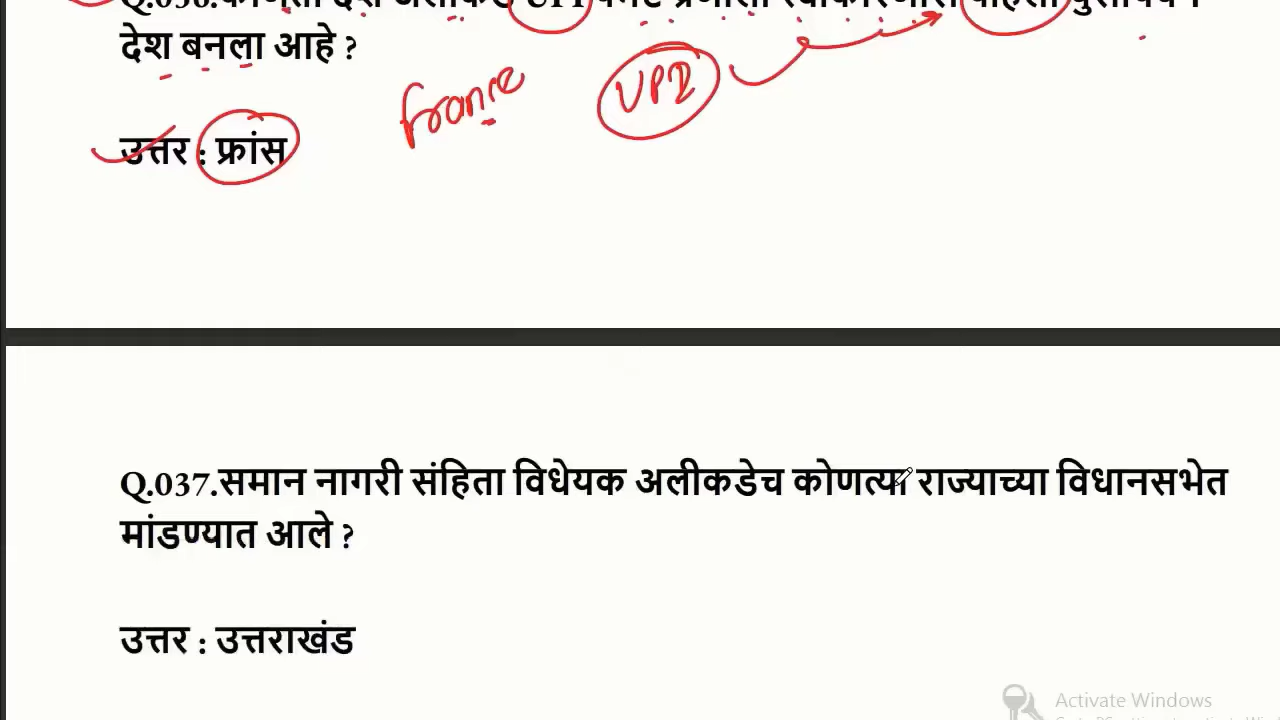 देश बनला आहे ?
france
UPI
उत्तर : फ्रांस
Q.037.समान नागरी संहिता विधेयक अलीकडेच कोणत्या राज्याच्या विधानसभेत
मांडण्यात आले ?
उत्तर : उत्तराखंड
Activate Windows